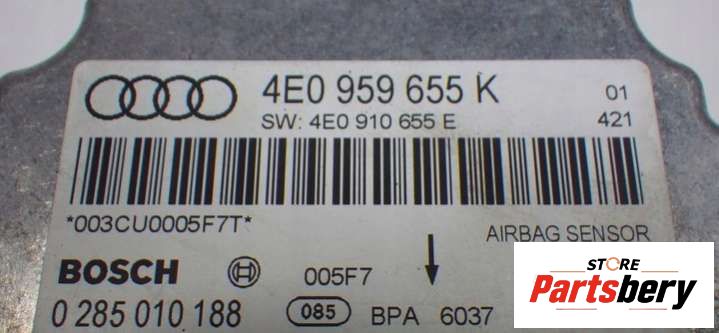 4E0 959 655 K 01
SW: 4E0 910 655 E 421
*003CU0005F7T*
AIRBAG SENSOR
BOSCH 005F7
0 285 010 188 085 BPA 6037
STORE
Partsbery